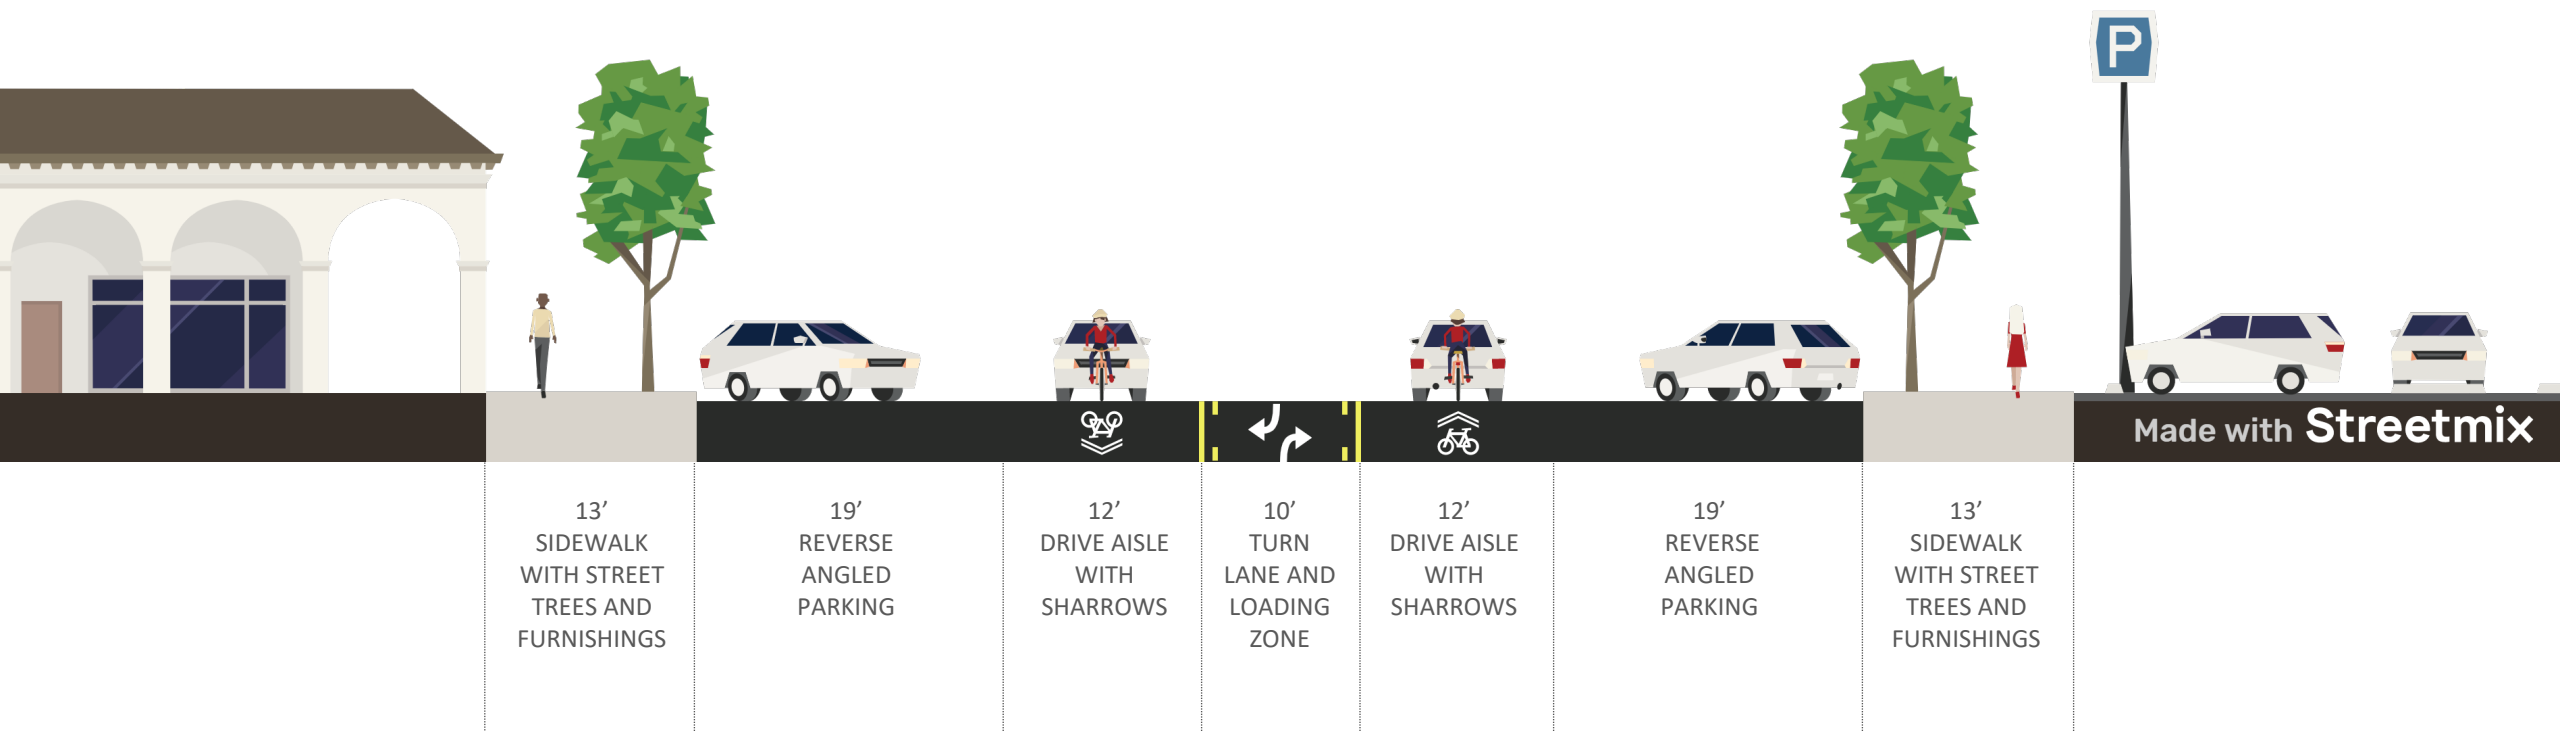 P
Made with Streetmix
13’
SIDEWALK
WITH STREET
TREES AND
FURNISHINGS
19’
REVERSE
ANGLED
PARKING
12’
DRIVE AISLE
WITH
SHARROWS
10’
TURN
LANE AND
LOADING
ZONE
12’
DRIVE AISLE
WITH
SHARROWS
19’
REVERSE
ANGLED
PARKING
13’
SIDEWALK
WITH STREET
TREES AND
FURNISHINGS